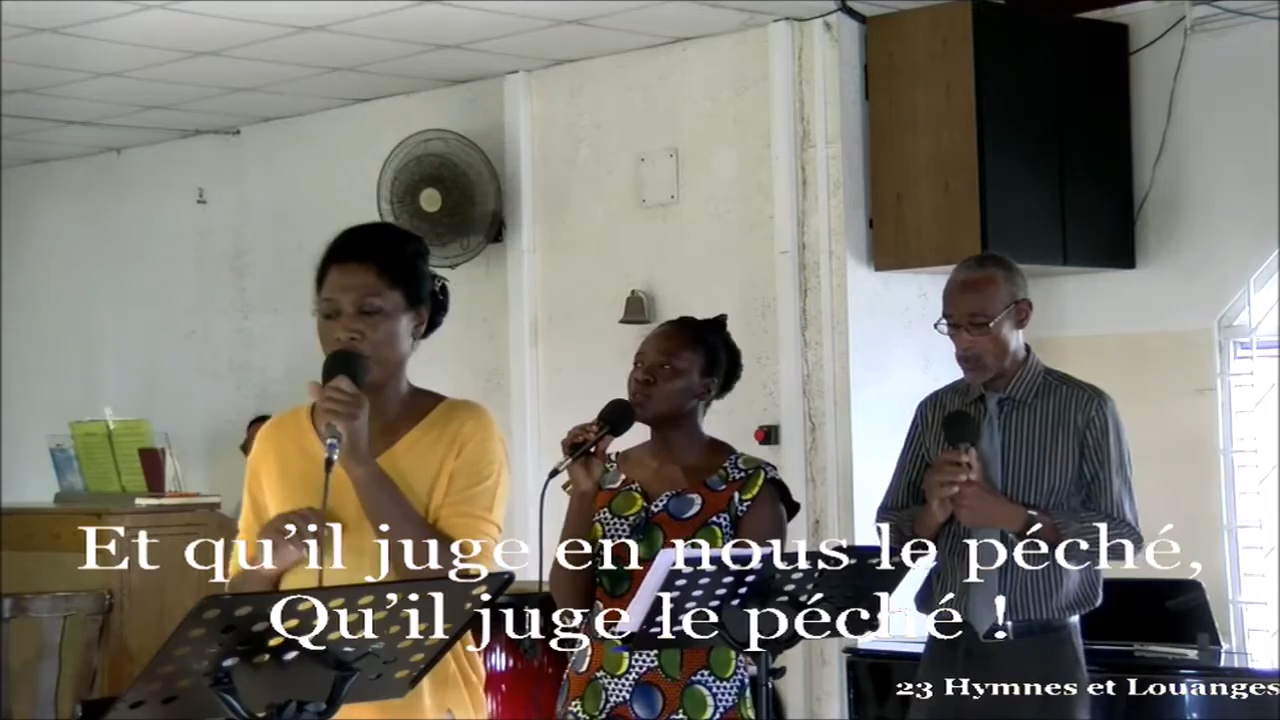 Et qu’il juge en nous le péché,
Qu’il juge le péché !
23 Hymnes et Louanges